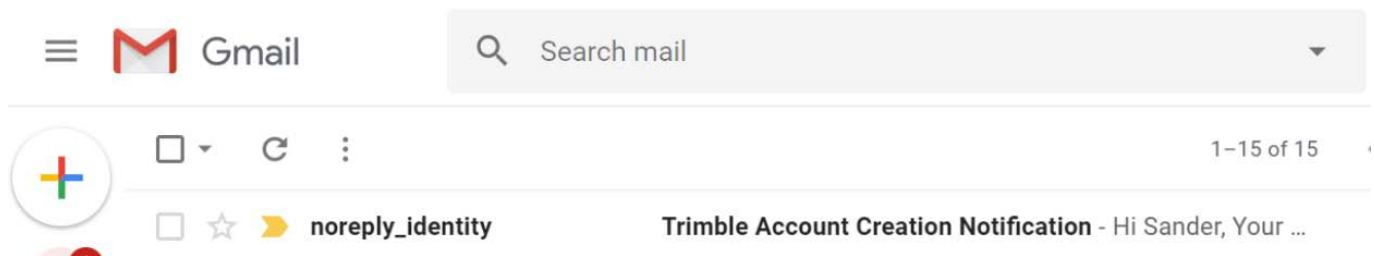 Gmail
Search mail
1–15 of 15
noreply_identity Trimble Account Creation Notification - Hi Sander, Your ...